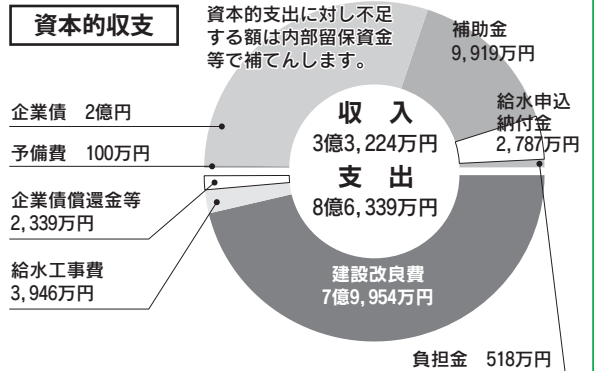 資本的収支
資本的支出に対し不足
する額は内部留保資金
等で補てんします。
補助金
9,919万円
給水申込
納付金
2,787万円
企業債　2億円
予備費　100万円
企業債償還金等
2,339万円
給水工事費
3,946万円
収　入
3億3,224万円
支　出
8億6,339万円
建設改良費
7億9,954万円
負担金　518万円